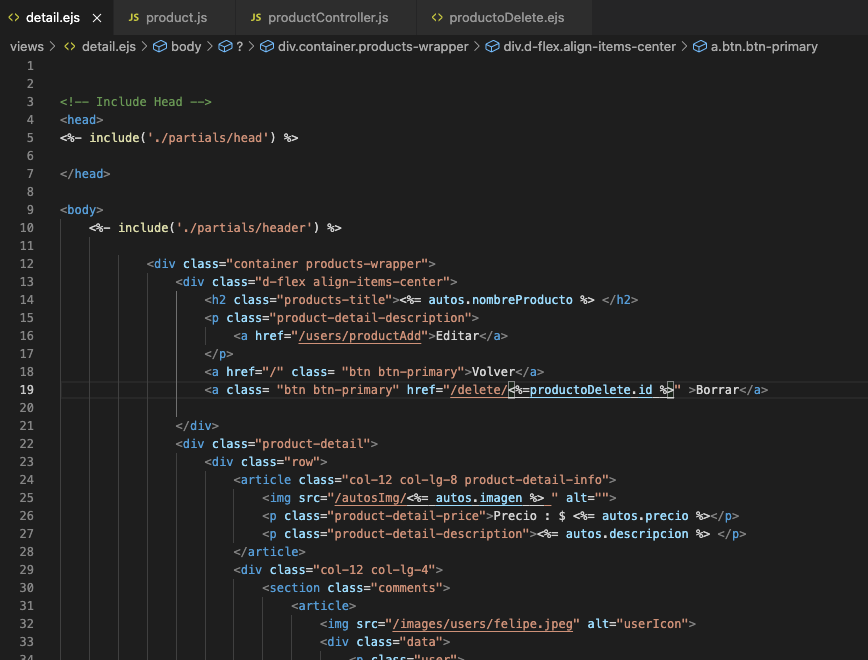 <> detail.ejs × JS product.js JS productController.js <> productoDelete.ejs
views > <> detail.ejs > body > ? > div.container.products-wrapper > div.d-flex.align-items-center > a.btn.btn-primary
1
2
3 <!-- Include Head -->
4 <head>
5 <%- include('./partials/head') %>
6
7 </head>
8
9 <body>
10 <%- include('./partials/header') %>
11
12 <div class="container products-wrapper">
13 <div class="d-flex align-items-center">
14 <h2 class="products-title"><%= autos.nombreProducto %> </h2>
15 <p class="product-detail-description">
16 <a href="/users/productAdd">Editar</a>
17 </p>
18 <a href="/" class= "btn btn-primary">Volver</a>
19 <a class= "btn btn-primary" href="/delete/<%=productoDelete.id %>" >Borrar</a>
20
21 </div>
22 <div class="product-detail">
23 <div class="row">
24 <article class="col-12 col-lg-8 product-detail-info">
25 <img src="/autosImg/<%= autos.imagen %> " alt="">
26 <p class="product-detail-price">Precio : $ <%= autos.precio %></p>
27 <p class="product-detail-description"><%= autos.descripcion %> </p>
28 </article>
29 <div class="col-12 col-lg-4">
30 <section class="comments">
31 <article>
32 <img src="/images/users/felipe.jpeg" alt="userIcon">
33 <div class="data">
34 <p class="user">